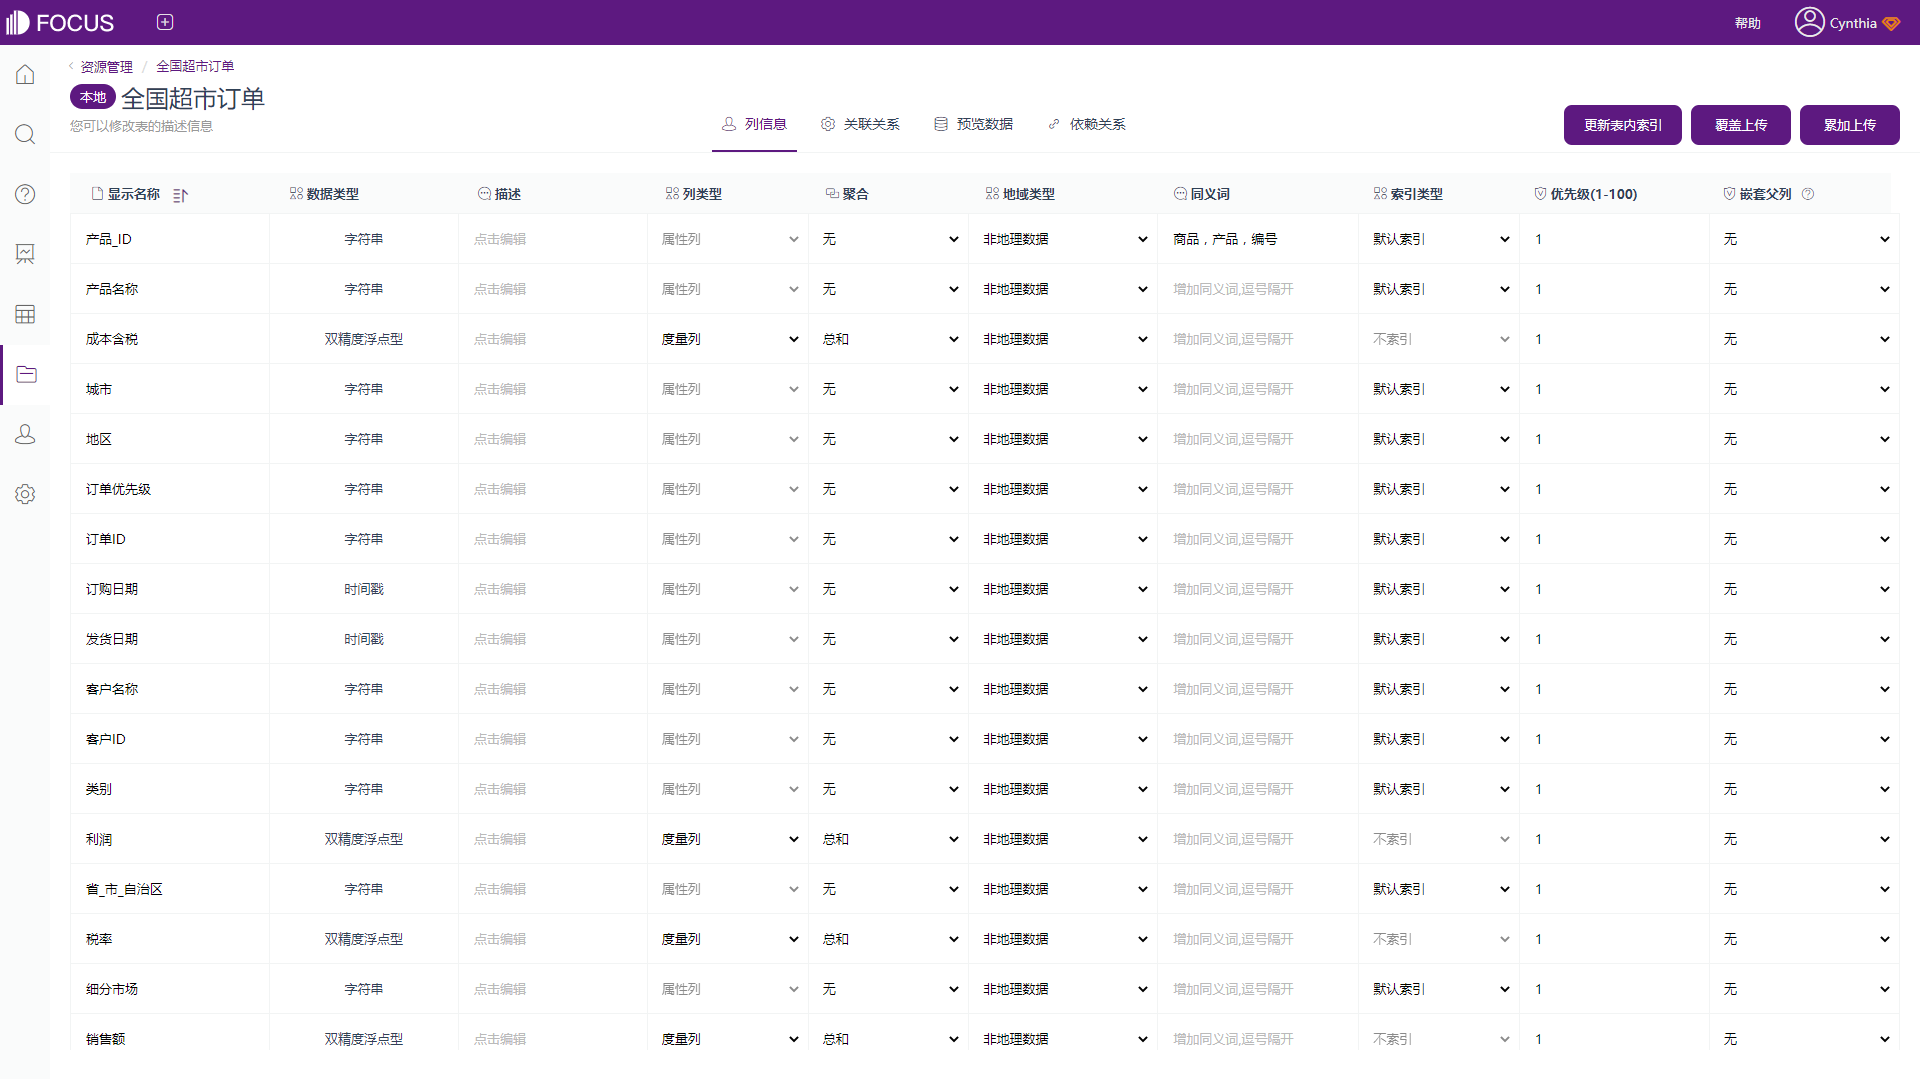 FOCUS
帮助
Cynthia
资源管理 / 全国超市订单
本地 全国超市订单
您可以修改表的描述信息
列信息 关联关系 预览数据 依赖关系
更新表内索引 覆盖上传 累加上传
显示名称 数据类型 描述 列类型 聚合 地域类型 同义词 索引类型 优先级(1-100) 嵌套父列
产品_ID 字符串 点击编辑 属性列 无 非地理数据 商品，产品，编号 默认索引 1 无
产品名称 字符串 点击编辑 属性列 无 非地理数据 增加同义词,逗号隔开 默认索引 1 无
成本含税 双精度浮点型 点击编辑 度量列 总和 非地理数据 增加同义词,逗号隔开 不索引 1 无
城市 字符串 点击编辑 属性列 无 非地理数据 增加同义词,逗号隔开 默认索引 1 无
地区 字符串 点击编辑 属性列 无 非地理数据 增加同义词,逗号隔开 默认索引 1 无
订单优先级 字符串 点击编辑 属性列 无 非地理数据 增加同义词,逗号隔开 默认索引 1 无
订单ID 字符串 点击编辑 属性列 无 非地理数据 增加同义词,逗号隔开 默认索引 1 无
订购日期 时间戳 点击编辑 属性列 无 非地理数据 增加同义词,逗号隔开 默认索引 1 无
发货日期 时间戳 点击编辑 属性列 无 非地理数据 增加同义词,逗号隔开 默认索引 1 无
客户名称 字符串 点击编辑 属性列 无 非地理数据 增加同义词,逗号隔开 默认索引 1 无
客户ID 字符串 点击编辑 属性列 无 非地理数据 增加同义词,逗号隔开 默认索引 1 无
类别 字符串 点击编辑 属性列 无 非地理数据 增加同义词,逗号隔开 默认索引 1 无
利润 双精度浮点型 点击编辑 度量列 总和 非地理数据 增加同义词,逗号隔开 不索引 1 无
省_市_自治区 字符串 点击编辑 属性列 无 非地理数据 增加同义词,逗号隔开 默认索引 1 无
税率 双精度浮点型 点击编辑 度量列 总和 非地理数据 增加同义词,逗号隔开 不索引 1 无
细分市场 字符串 点击编辑 属性列 无 非地理数据 增加同义词,逗号隔开 默认索引 1 无
销售额 双精度浮点型 点击编辑 度量列 总和 非地理数据 增加同义词,逗号隔开 不索引 1 无